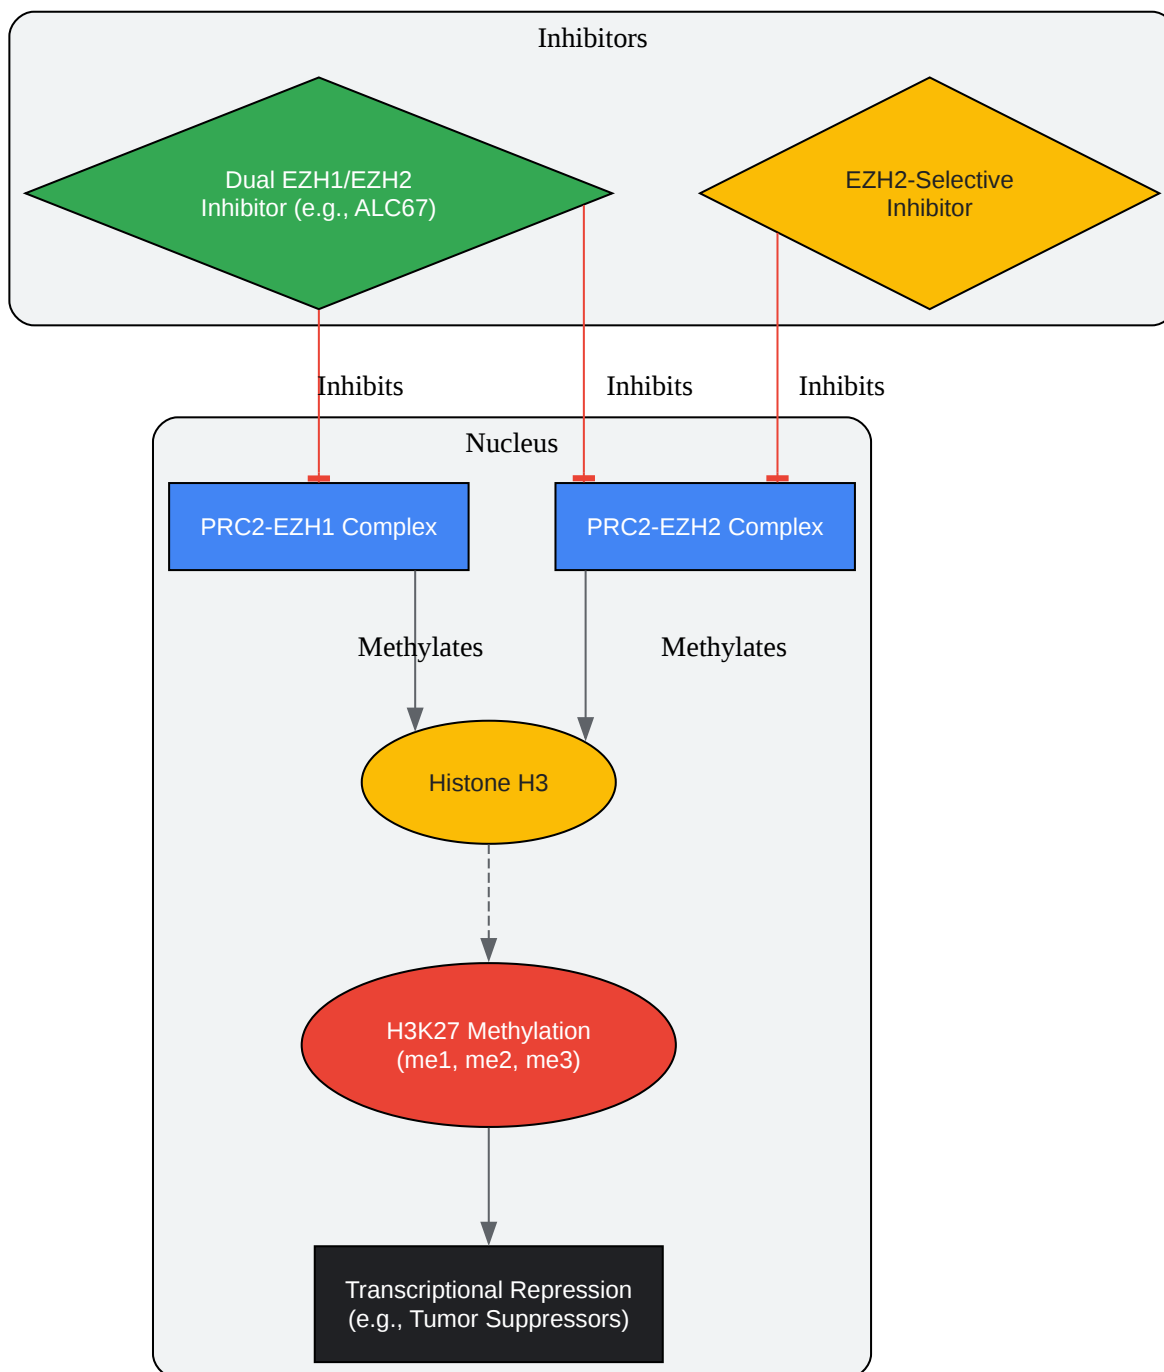 Inhibitors
Dual EZH1/EZH2
Inhibitor (e.g., ALC67)
EZH2-Selective
Inhibitor
Inhibits
Inhibits
Inhibits
Nucleus
PRC2-EZH1 Complex
PRC2-EZH2 Complex
Methylates
Methylates
Histone H3
H3K27 Methylation
(me1, me2, me3)
Transcriptional Repression
(e.g., Tumor Suppressors)